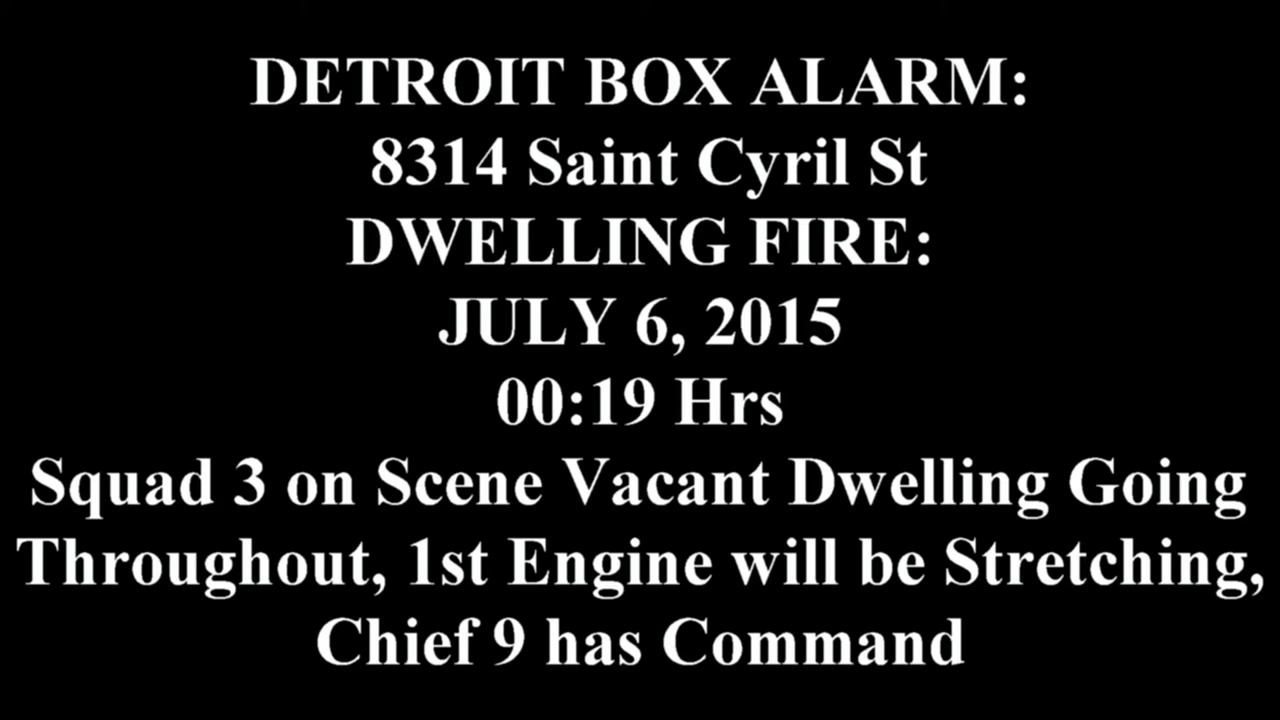 DETROIT BOX ALARM:
8314 Saint Cyril St
DWELLING FIRE:
JULY 6, 2015
00:19 Hrs
Squad 3 on Scene Vacant Dwelling Going
Throughout, 1st Engine will be Stretching,
Chief 9 has Command